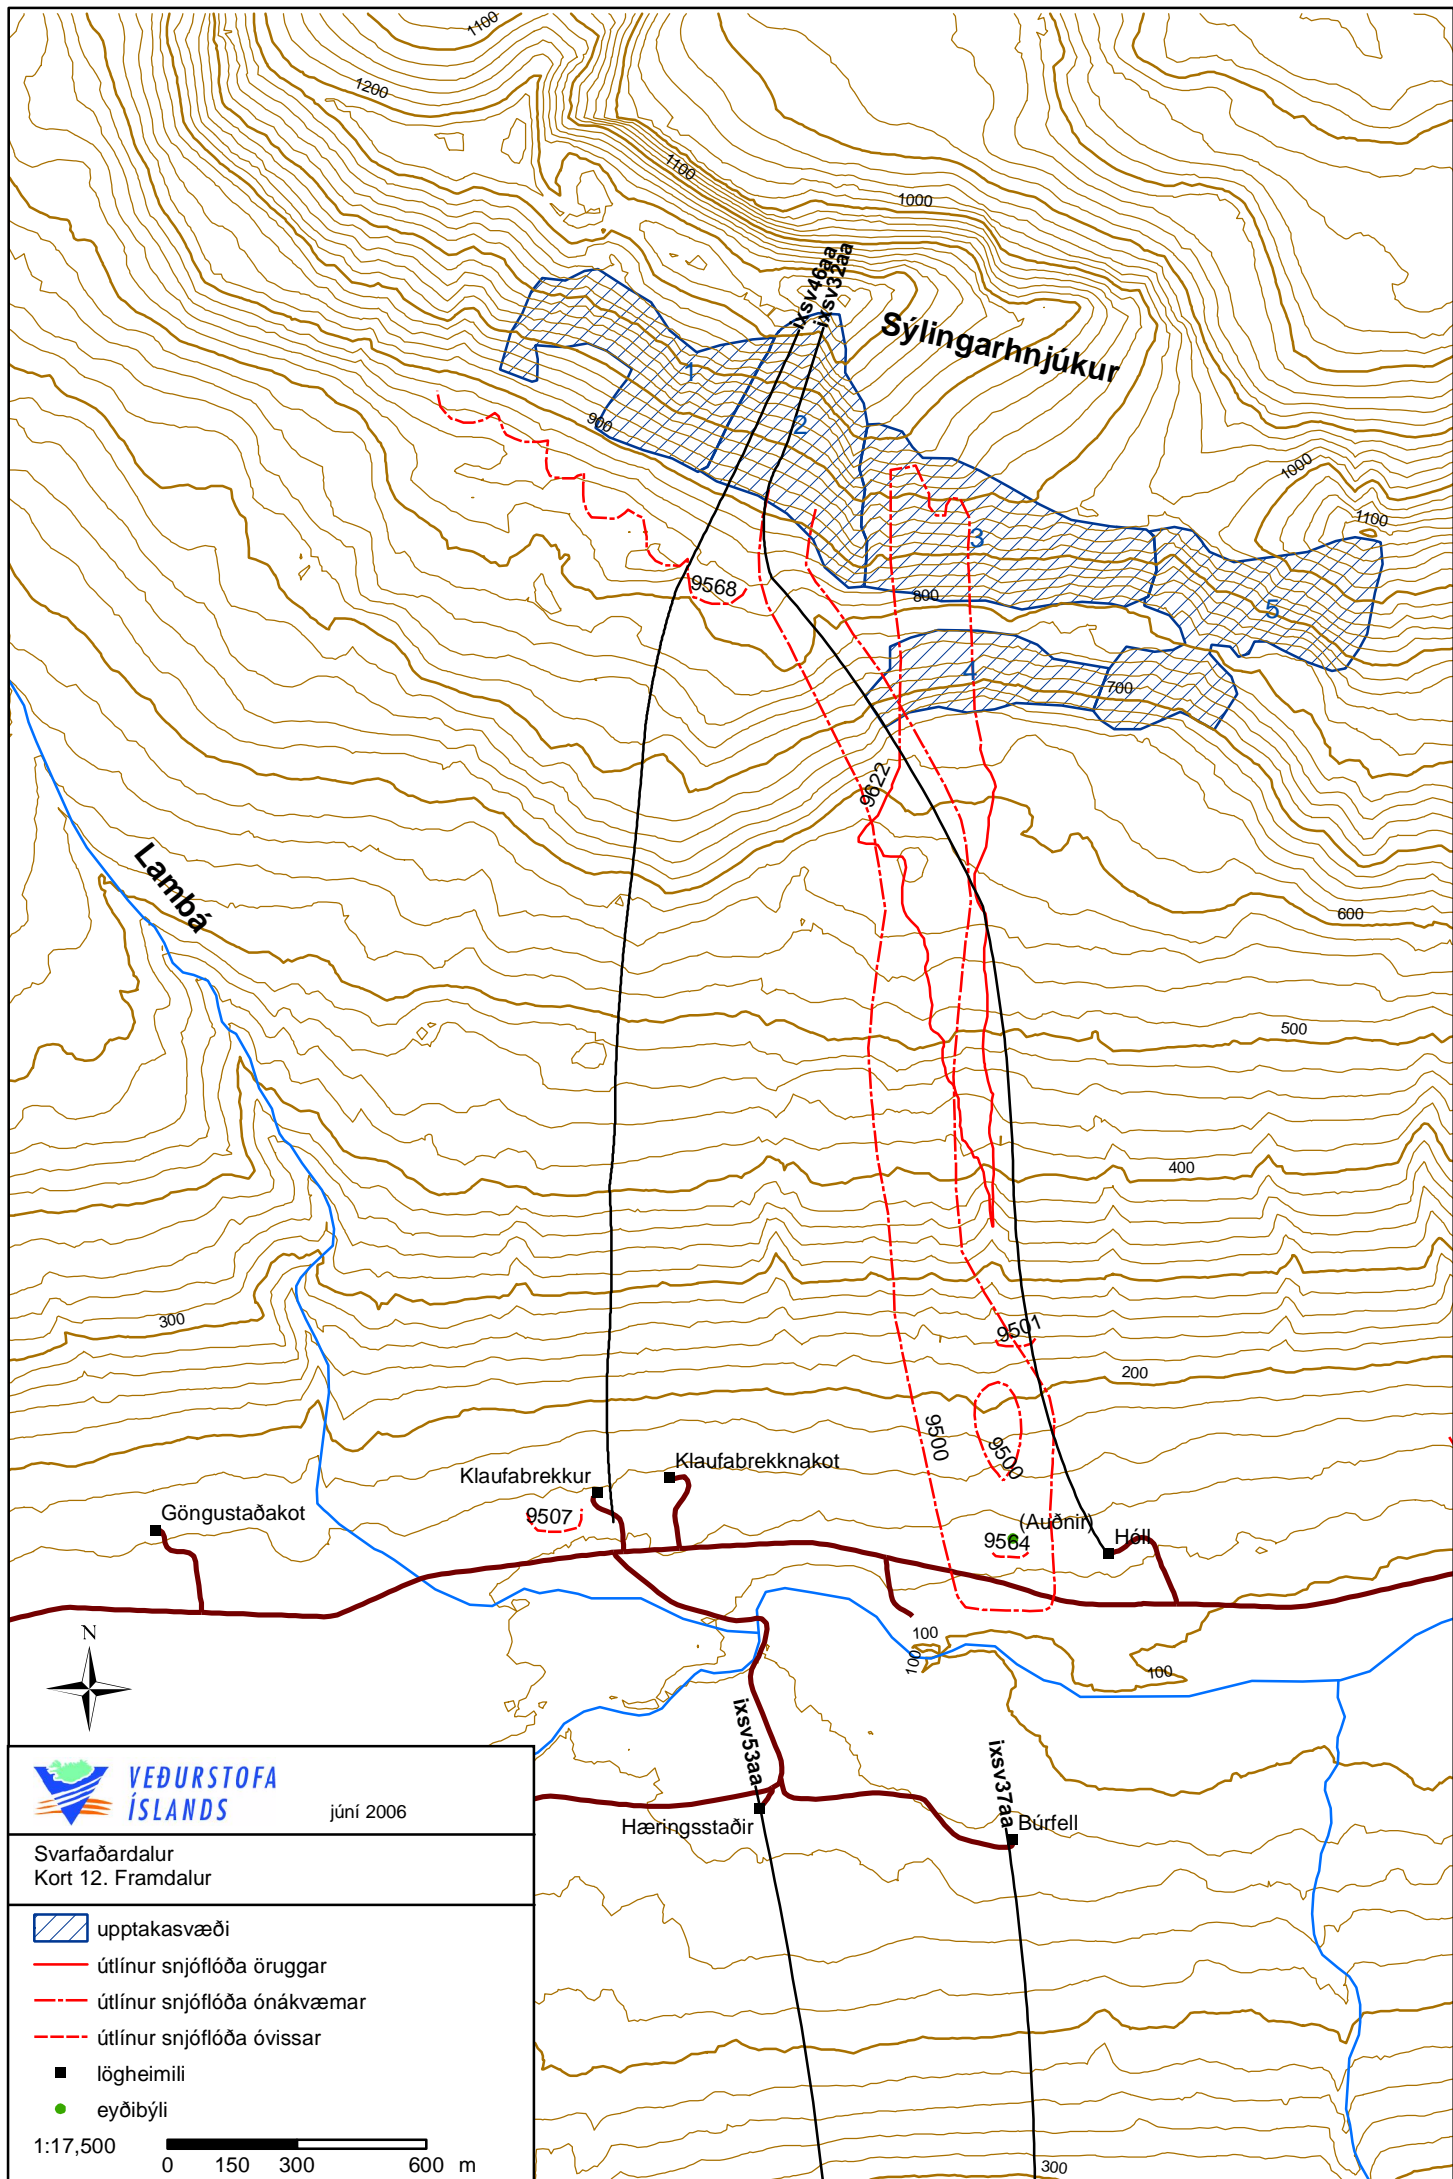 1100
1200
1100
1000
ixsv46aa
ixsv32aa
Sýlingarhnjúkur
1
2
900
1000
1100
3
9568
800
5
4
700
9622
Lambá
600
500
400
300
9501
200
9500
9500
Klaufabrekknakot
Klaufabrekkur
Göngustaðakot
9507
(Auðnir)
9564
Hóll
N
100
100
100
ixsv53aa
ixsv37aa
Hæringsstaðir
Búrfell
VEÐURSTOFA
ÍSLANDS
júní 2006
Svarfaðardalur
Kort 12. Framdalur
upptakasvæði
útlínur snjóflóða öruggar
útlínur snjóflóða ónákvæmar
útlínur snjóflóða óvissar
lögheimili
eyðibýli
1:17,500
0 150 300 600 m
300